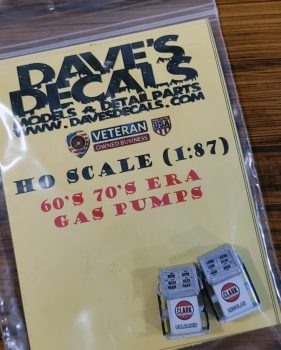 DAVE'S
DECALS
MODELS & DETAIL PARTS
WWW.DAVESDECALS.COM
VETERAN
OWNED BUSINESS
HO SCALE (1:87)
60'S 70'S ERA
GAS PUMPS
CLARK
CLARK